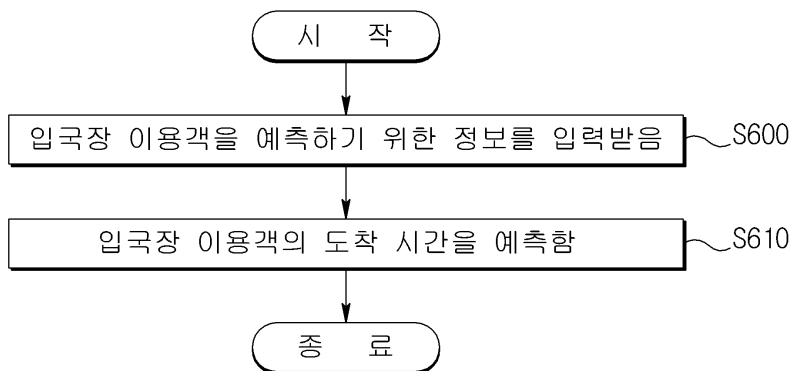 시 작
입국장 이용객을 예측하기 위한 정보를 입력받음
S600
입국장 이용객의 도착 시간을 예측함
S610
종 료